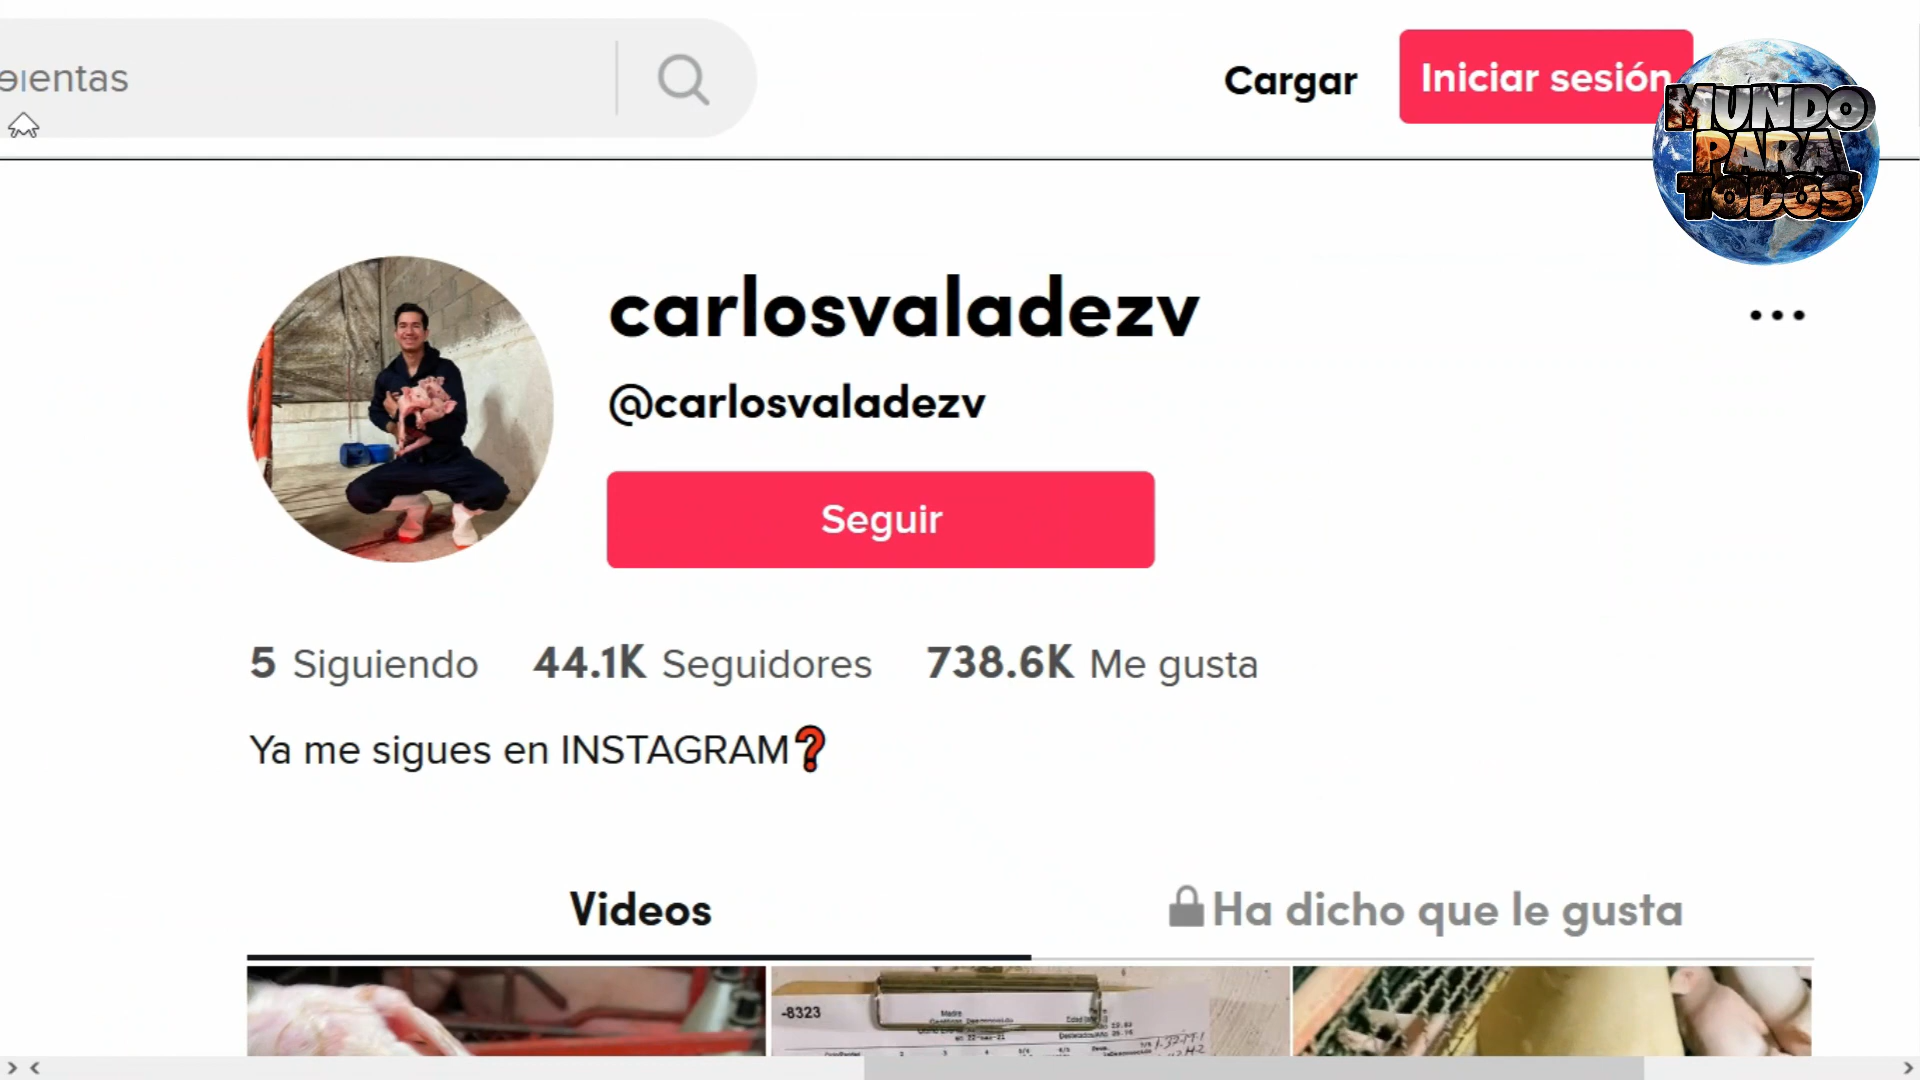 Cargar
Iniciar sesión
MUNDO
PARA
TODOS
carlosvaladezv
@carlosvaladezv
Seguir
5 Siguiendo 44.1K Seguidores 738.6K Me gusta
Ya me sigues en INSTAGRAM❓
Videos
Ha dicho que le gusta
-8323
Madre